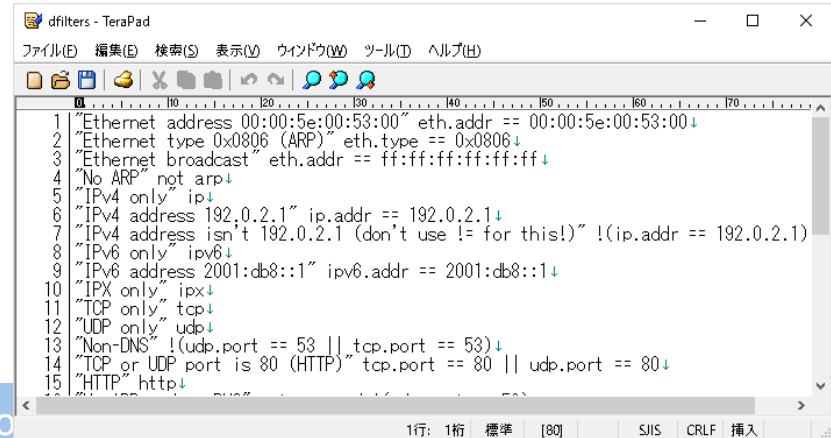 dfilters - TeraPad
ファイル(F) 編集(E) 検索(S) 表示(V) ウインドウ(W) ツール(T) ヘルプ(H)
0 10 20 30 40 50 60 70
1 "Ethernet address 00:00:5e:00:53:00" eth.addr == 00:00:5e:00:53:00↓
2 "Ethernet type 0x0806 (ARP)" eth.type == 0x0806↓
3 "Ethernet broadcast" eth.addr == ff:ff:ff:ff:ff:ff↓
4 "No ARP" not arp↓
5 "IPv4 only" ip↓
6 "IPv4 address 192.0.2.1" ip.addr == 192.0.2.1↓
7 "IPv4 address isn't 192.0.2.1 (don't use != for this!)" !(ip.addr == 192.0.2.1)
8 "IPv6 only" ipv6↓
9 "IPv6 address 2001:db8::1" ipv6.addr == 2001:db8::1↓
10 "IPX only" ipx↓
11 "TCP only" tcp↓
12 "UDP only" udp↓
13 "Non-DNS" !(udp.port == 53 || tcp.port == 53)↓
14 "TCP or UDP port is 80 (HTTP)" tcp.port == 80 || udp.port == 80↓
15 "HTTP" http↓
1行: 1桁 標準 [80] SJIS CRLF 挿入